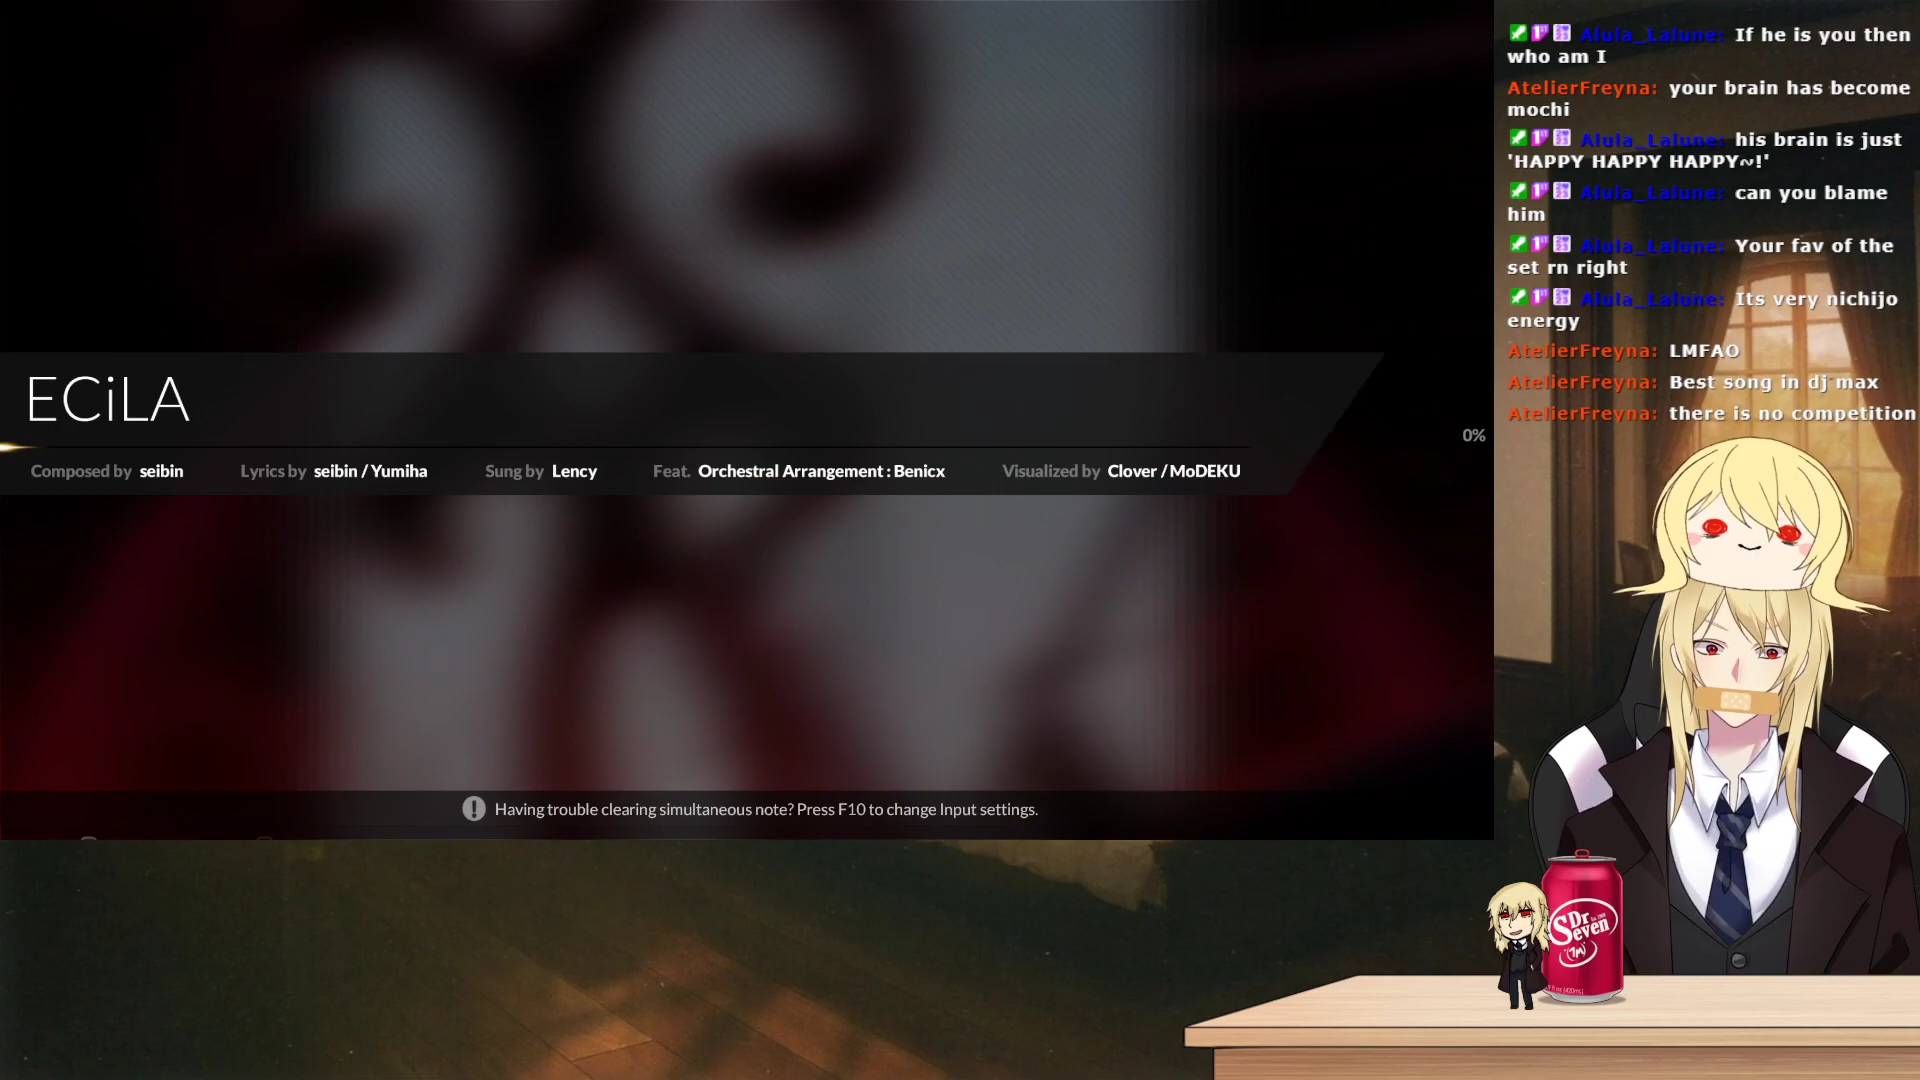 ECiLA
Composed by seibin Lyrics by seibin / Yumiha Sung by Lency Feat. Orchestral Arrangement : Benicx Visualized by Clover / MoDEKU
0%
Having trouble clearing simultaneous note? Press F10 to change Input settings.
Alula_Lalune: If he is you then
who am I
AtelierFreyna: your brain has become
mochi
Alula_Lalune: his brain is just
'HAPPY HAPPY HAPPY~!'
Alula_Lalune: can you blame
him
Alula_Lalune: Your fav of the
set rn right
Alula_Lalune: Its very nichijo
energy
AtelierFreyna: LMFAO
AtelierFreyna: Best song in dj max
AtelierFreyna: there is no competition
Dr
Seven